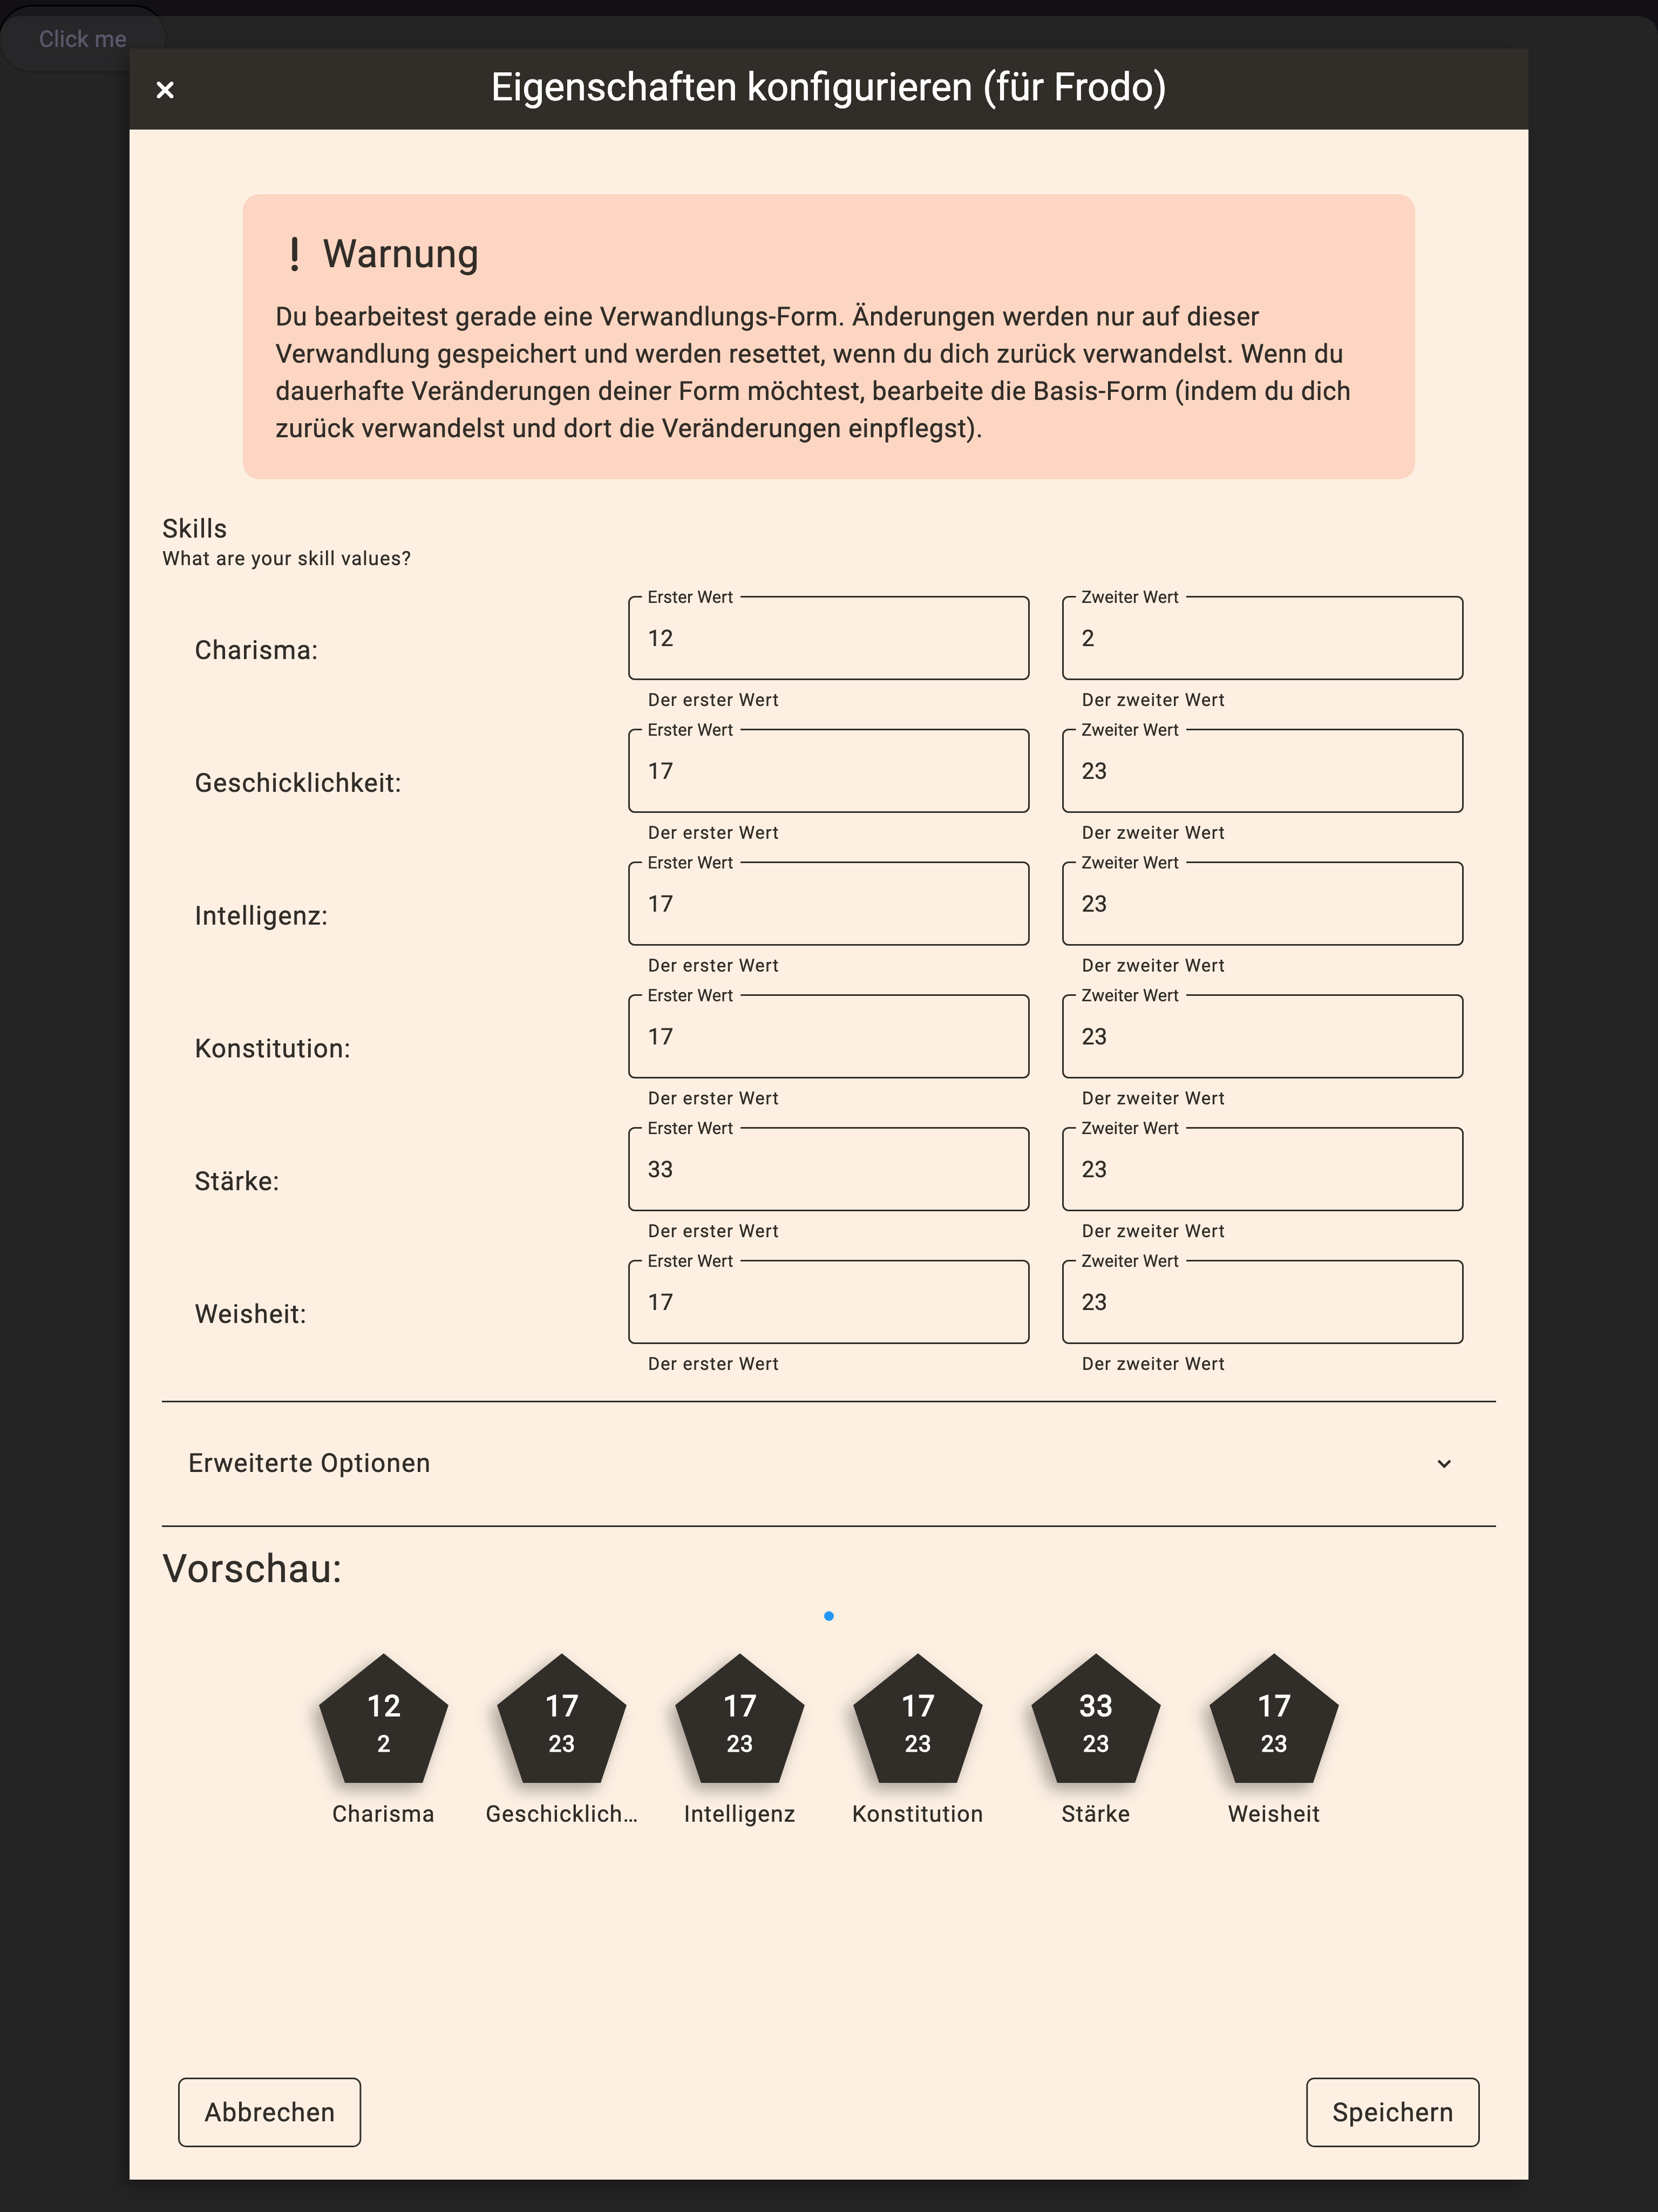 Click me
Eigenschaften konfigurieren (für Frodo)
Warnung
Du bearbeitest gerade eine Verwandlungs-Form. Änderungen werden nur auf dieser
Verwandlung gespeichert und werden resettet, wenn du dich zurück verwandelst. Wenn du
dauerhafte Veränderungen deiner Form möchtest, bearbeite die Basis-Form (indem du dich
zurück verwandelst und dort die Veränderungen einpflegst).
Skills
What are your skill values?
Charisma:
Erster Wert
12
Der erster Wert
Zweiter Wert
2
Der zweiter Wert
Geschicklichkeit:
Erster Wert
17
Der erster Wert
Zweiter Wert
23
Der zweiter Wert
Intelligenz:
Erster Wert
17
Der erster Wert
Zweiter Wert
23
Der zweiter Wert
Konstitution:
Erster Wert
17
Der erster Wert
Zweiter Wert
23
Der zweiter Wert
Stärke:
Erster Wert
33
Der erster Wert
Zweiter Wert
23
Der zweiter Wert
Weisheit:
Erster Wert
17
Der erster Wert
Zweiter Wert
23
Der zweiter Wert
Erweiterte Optionen
Vorschau:
12
2
Charisma
17
23
Geschicklich...
17
23
Intelligenz
17
23
Konstitution
33
23
Stärke
17
23
Weisheit
Abbrechen
Speichern